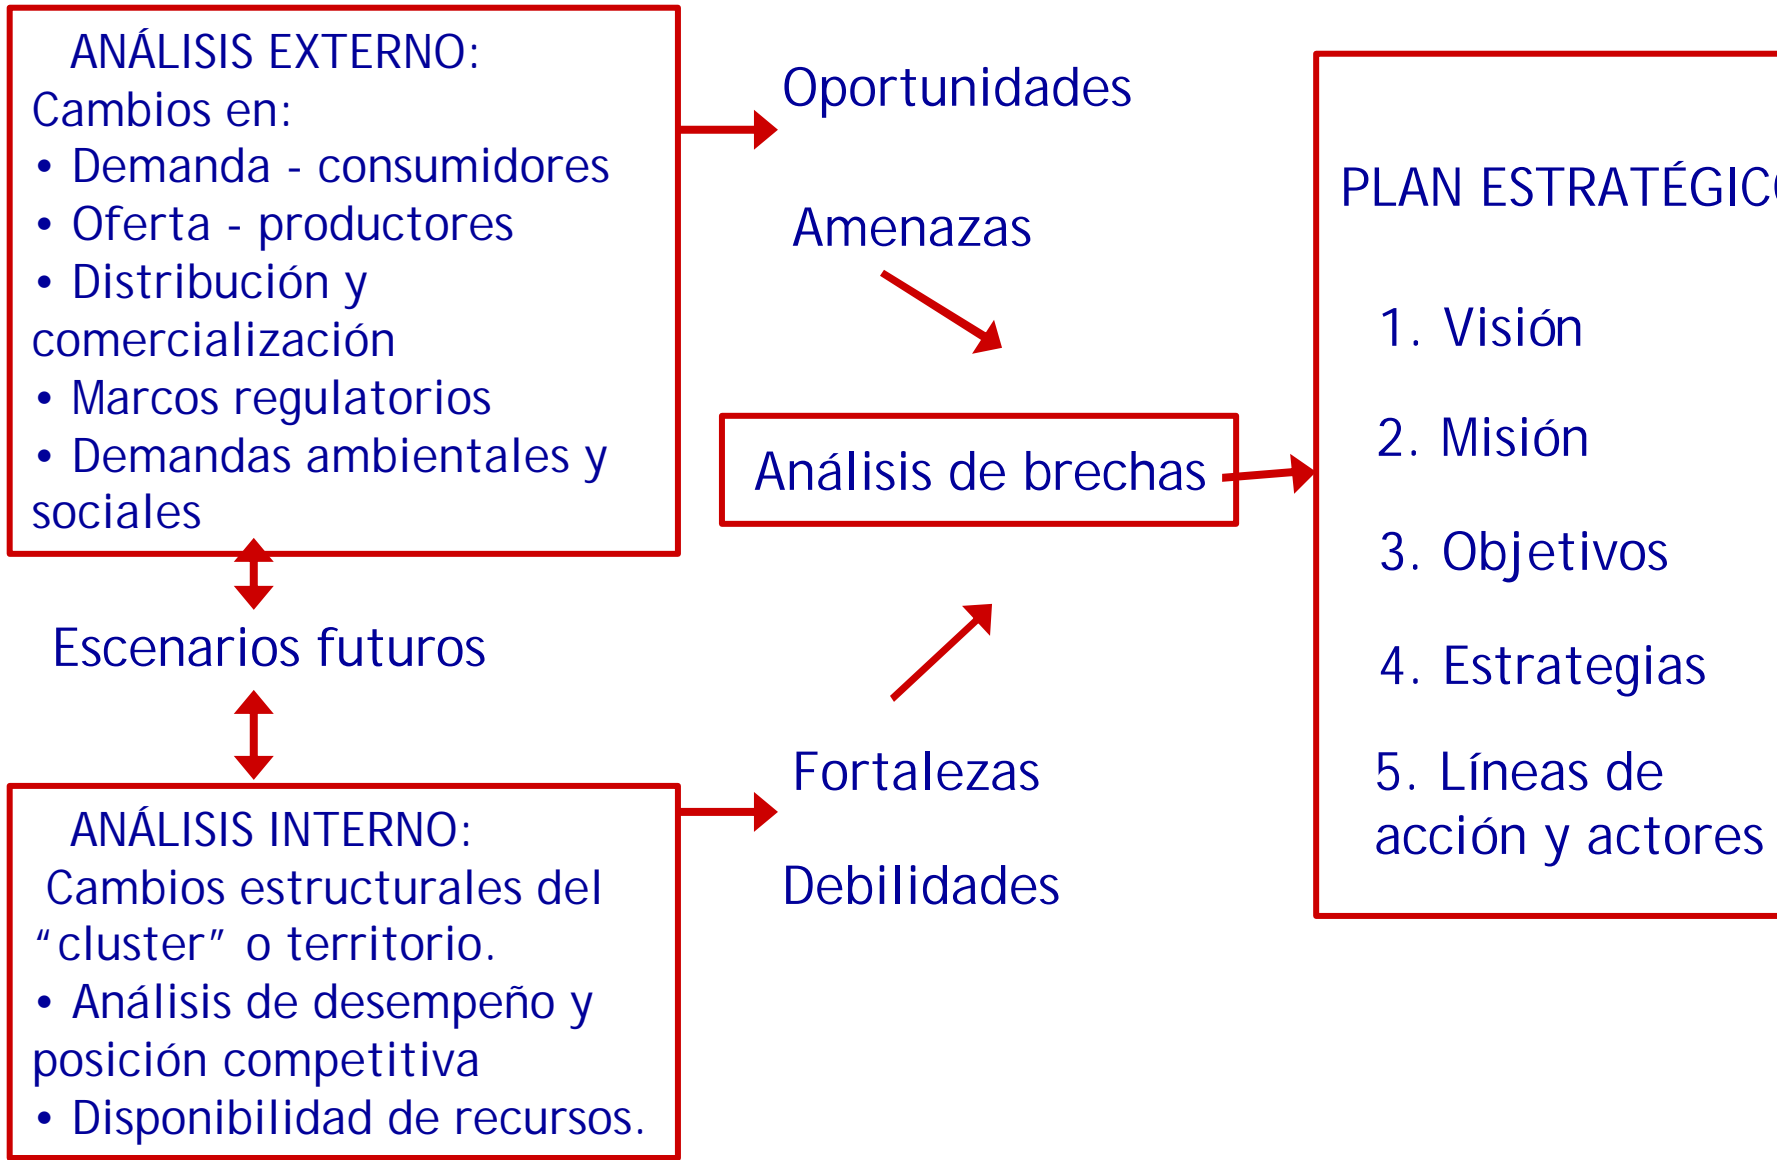 ANÁLISIS EXTERNO:
Cambios en:
• Demanda - consumidores
• Oferta - productores
• Distribución y
comercialización
• Marcos regulatorios
• Demandas ambientales y
sociales
Escenarios futuros
ANÁLISIS INTERNO:
Cambios estructurales del
“cluster” o territorio.
• Análisis de desempeño y
posición competitiva
• Disponibilidad de recursos.
Oportunidades
Amenazas
Análisis de brechas
Fortalezas
Debilidades
PLAN ESTRATÉGICO
1. Visión
2. Misión
3. Objetivos
4. Estrategias
5. Líneas de
acción y actores